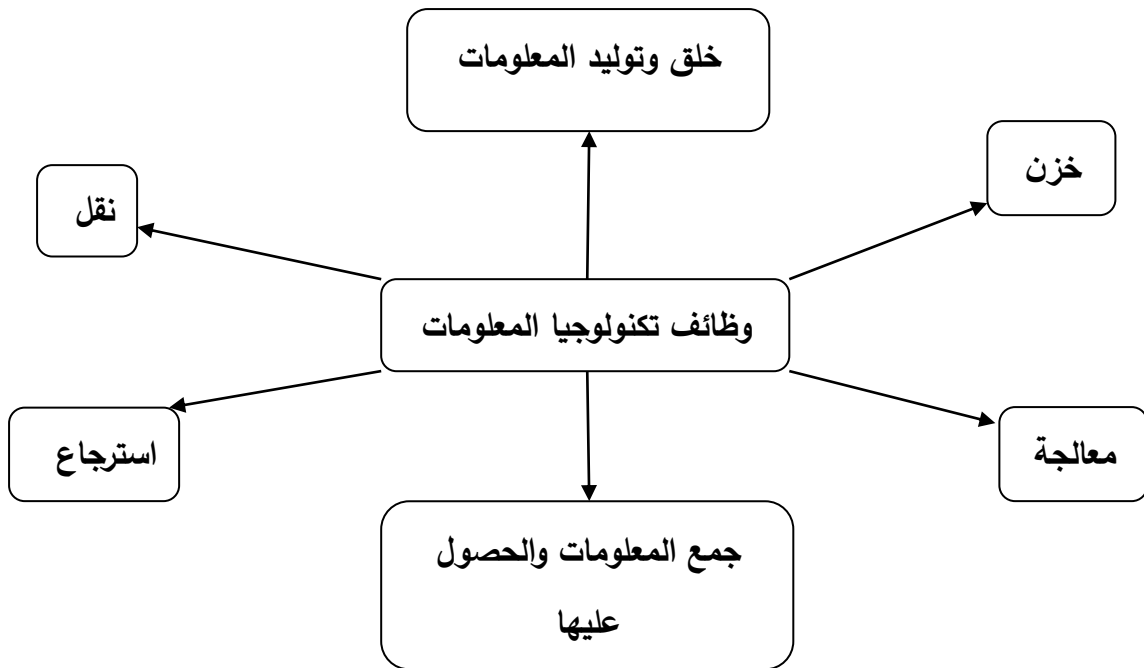 خلق وتوليد المعلومات
خزن
نقل
وظائف تكنولوجيا المعلومات
معالجة
استرجاع
جمع المعلومات والحصول
عليها